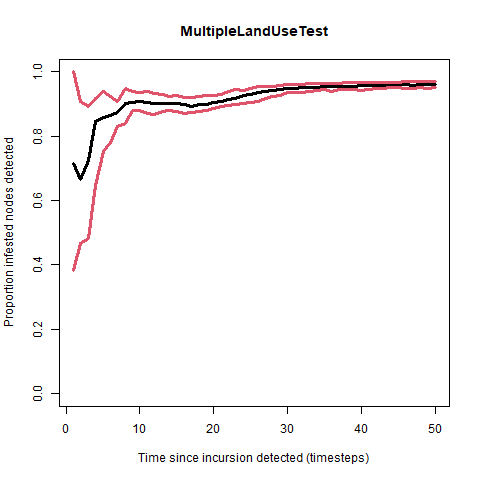 MultipleLandUseTest
Proportion infested nodes detected
1.0
0.8
0.6
0.4
0.2
0.0
0 10 20 30 40 50
Time since incursion detected (timesteps)